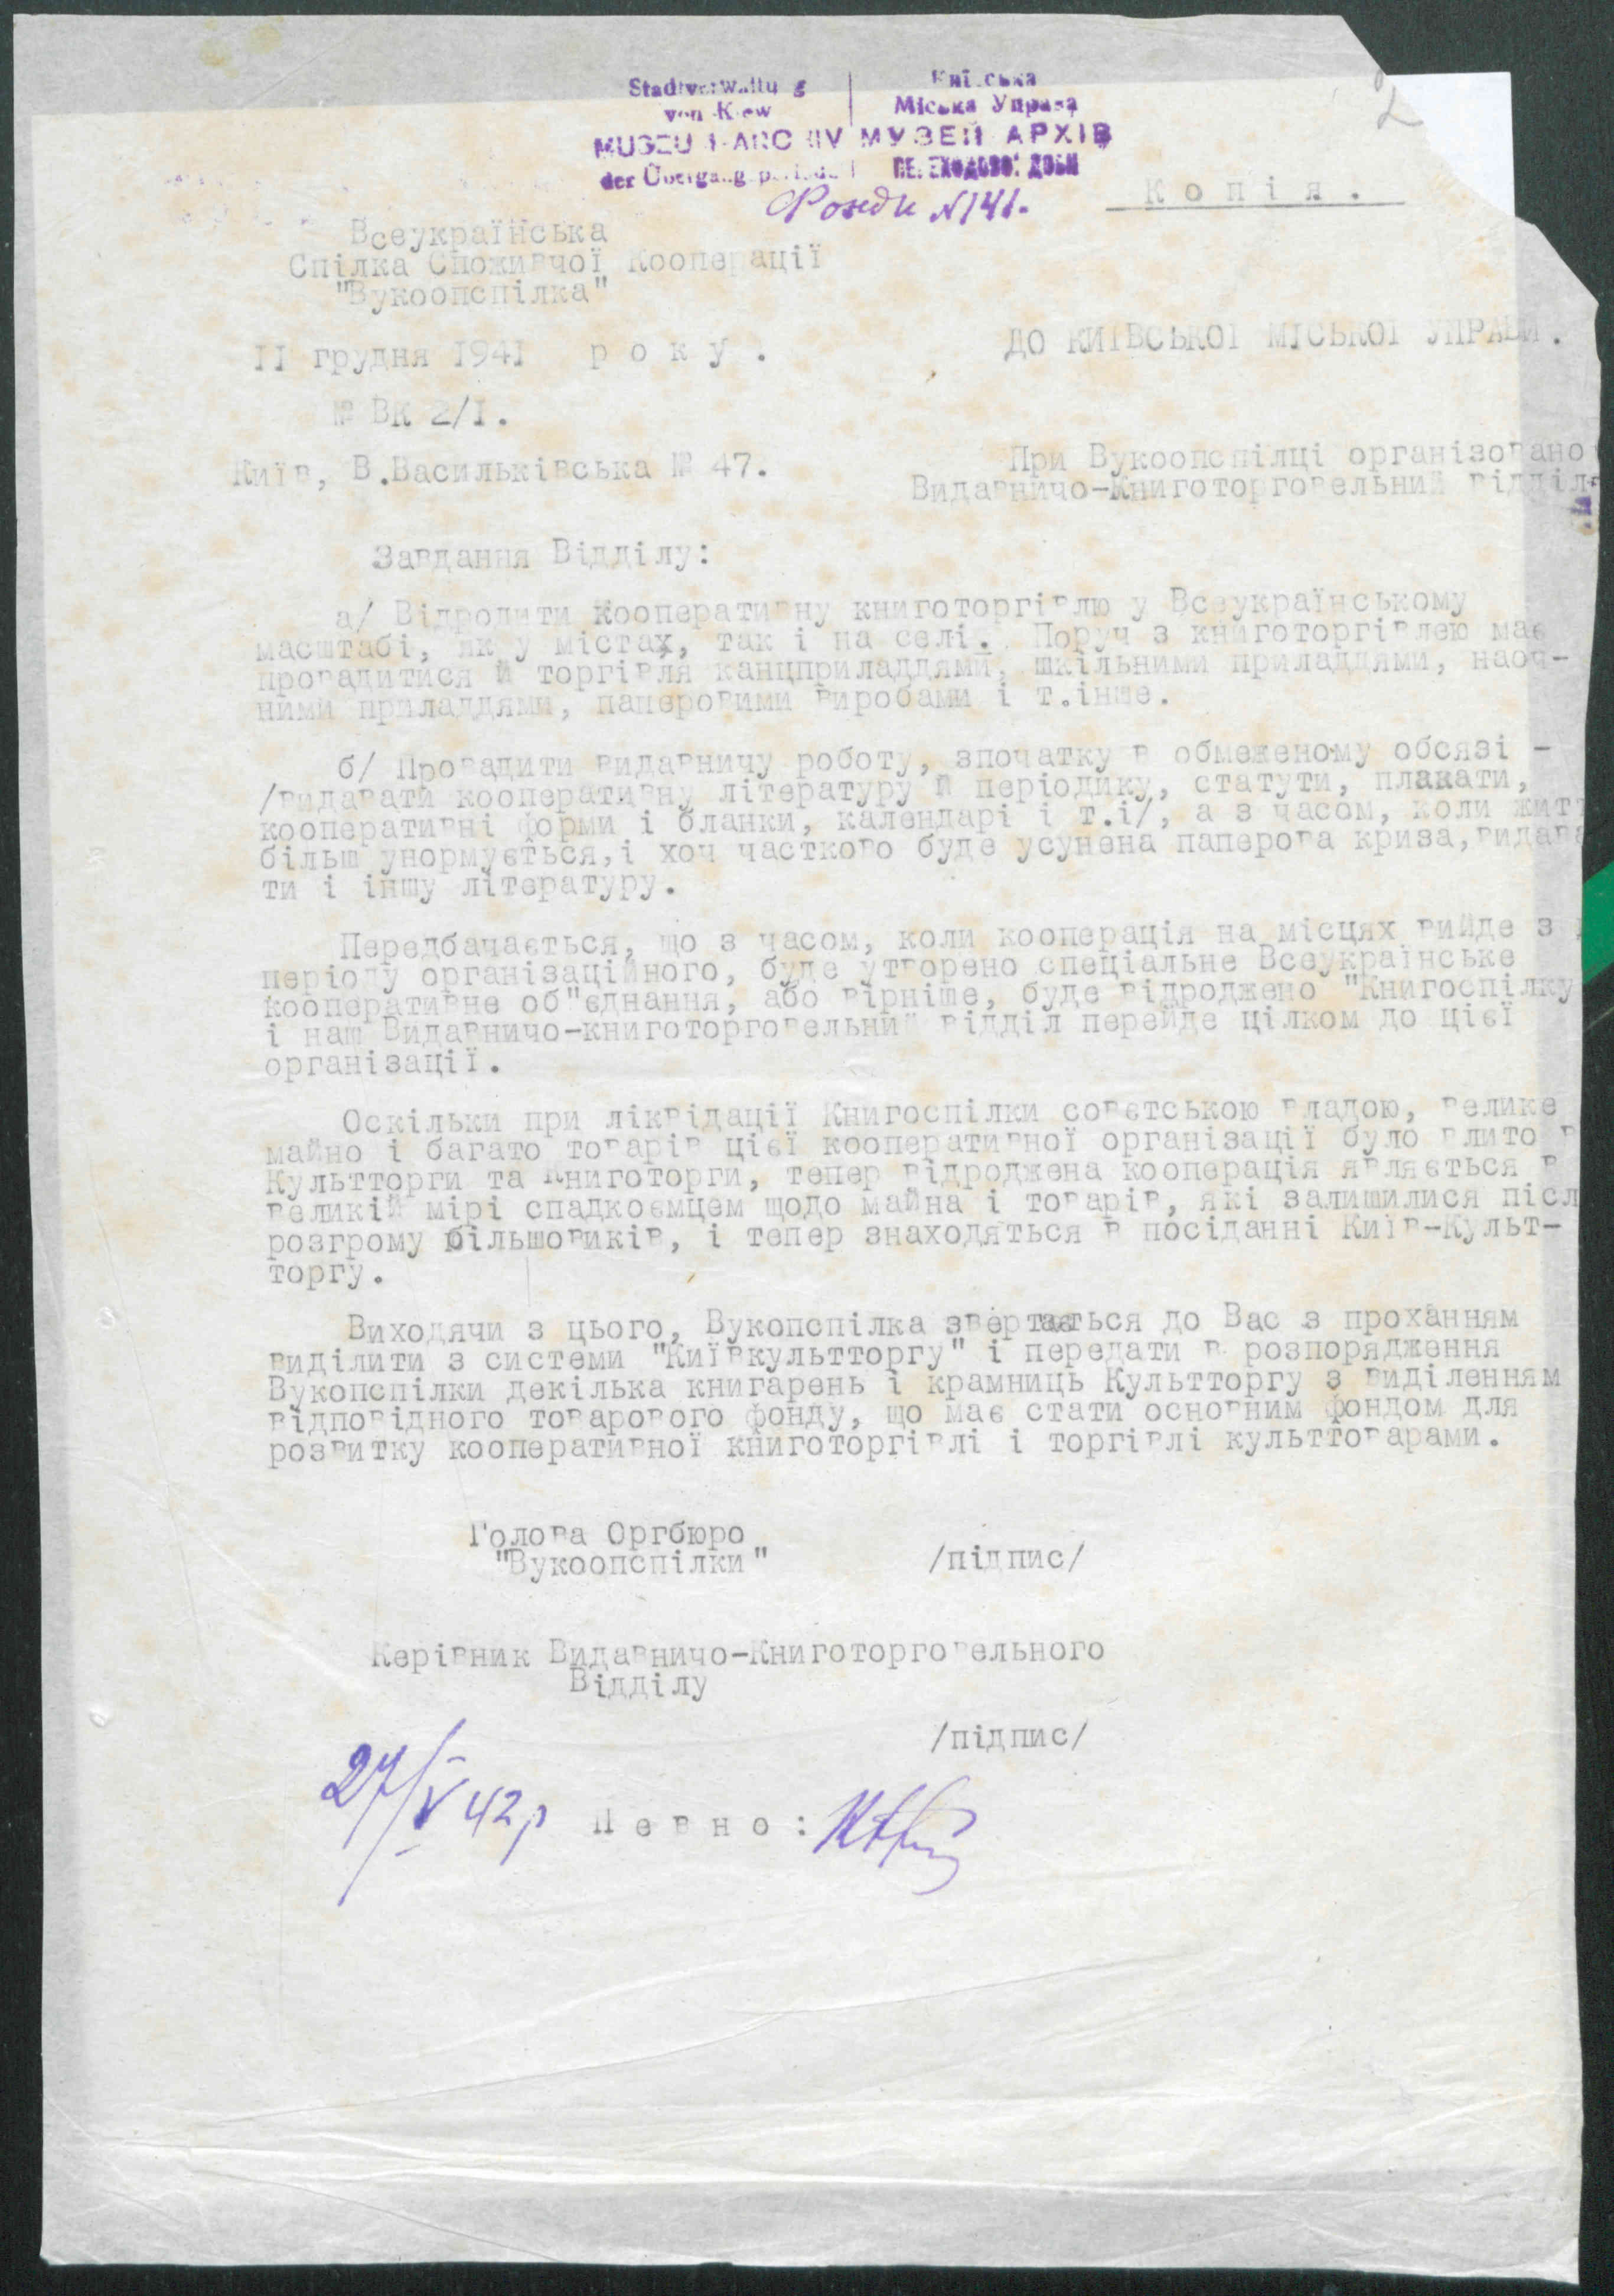 2
Stadtverwaltung | Київська
von Kiew | Міська Управа
MUSEUM-ARCHIV МУЗЕЙ АРХІВ
der Übergangsperiode | ПЕРЕХОДОВОЇ ДОБИ
№141.
Копія.
Всеукраїнська
Спілка Споживчої Кооперації
"Вукоопспілка"
II грудня 1941 року.
ДО КИЇВСЬКОІ МІСЬКОІ УПРАВИ.
№ ВК 2/I.
Київ, В.Васильківська № 47.
При Вукоопспілці організовано
Видавничо-Книготорговельний відділ
Завдання Відділу:
а/ Відродити кооперативну книготоргівлю у Всеукраїнському
масштабі, як у містах, так і на селі. Поруч з книготоргівлею має
провадитися й торгівля канцприладдями, шкільними приладдями, наоч-
ними приладдями, паперовими виробами і т.інше.
б/ Провадити видавничу роботу, зпочатку в обмеженому обсязі -
/видавати кооперативну літературу й періодику, статути, плакати,
кооперативні форми і бланки, календарі і т.і/, а з часом, коли житт
більш унормується,і хоч частково буде усунена паперова криза,видава
ти і іншу літературу.
Передбачається, що з часом, коли кооперація на місцях вийде з
періоду організаційного, буде утворено спеціальне Всеукраїнське
кооперативне об"єднання, або вірніше, буде відроджено "Книгоспілку
і наш Видавничо-книготорговельний відділ перейде цілком до цієї
організації.
Оскільки при ліквідації Книгоспілки совєтською владою, велике
майно і багато товарів цієї кооперативної організації було влито в
Культторги та Книготорги, тепер відроджена кооперація являється в
великій мірі спадкоємцем щодо майна і товарів, які залишилися післ
розгрому більшовиків, і тепер знаходяться в посіданні Київ-Культ-
торгу.
Виходячи з цього, Вукопспілка звертається до Вас з проханням
виділити з системи "Київкультторгу" і передати в розпорядження
Вукопспілки декілька книгарень і крамниць Культторгу з виділенням
відповідного товарового фонду, що має стати основним фондом для
розвитку кооперативної книготоргівлі і торгівлі культтоварами.
Голова Оргбюро
"Вукоопспілки" /підпис/
Керівник Видавничо-Книготорговельного
Відділу
/підпис/
27/V 42р Певно: